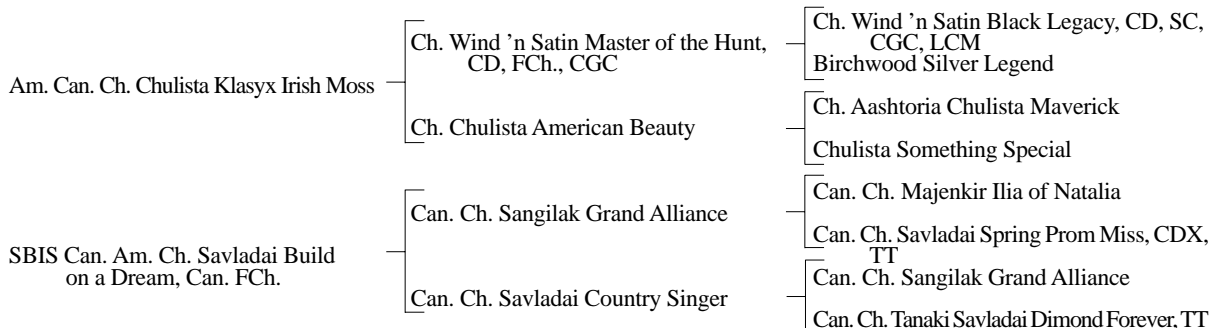 Am. Can. Ch. Chulista Klasyx Irish Moss
Ch. Wind ’n Satin Master of the Hunt,
CD, FCh., CGC
Ch. Wind ’n Satin Black Legacy, CD, SC,
CGC, LCM
Birchwood Silver Legend
Ch. Chulista American Beauty
Ch. Aashtoria Chulista Maverick
Chulista Something Special
SBIS Can. Am. Ch. Savladai Build
on a Dream, Can. FCh.
Can. Ch. Sangilak Grand Alliance
Can. Ch. Majenkir Ilia of Natalia
Can. Ch. Savladai Spring Prom Miss, CDX,
TT
Can. Ch. Savladai Country Singer
Can. Ch. Sangilak Grand Alliance
Can. Ch. Tanaki Savladai Dimond Forever, TT